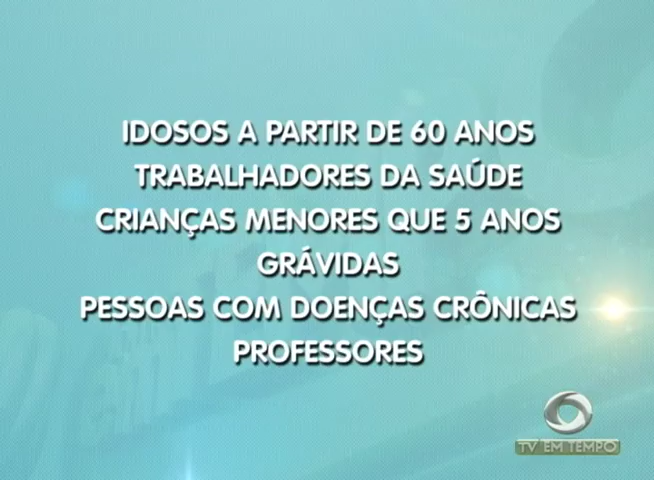 IDOSOS A PARTIR DE 60 ANOS
TRABALHADORES DA SAÚDE
CRIANÇAS MENORES QUE 5 ANOS
GRÁVIDAS
PESSOAS COM DOENÇAS CRÔNICAS
PROFESSORES
TV EM TEMPO